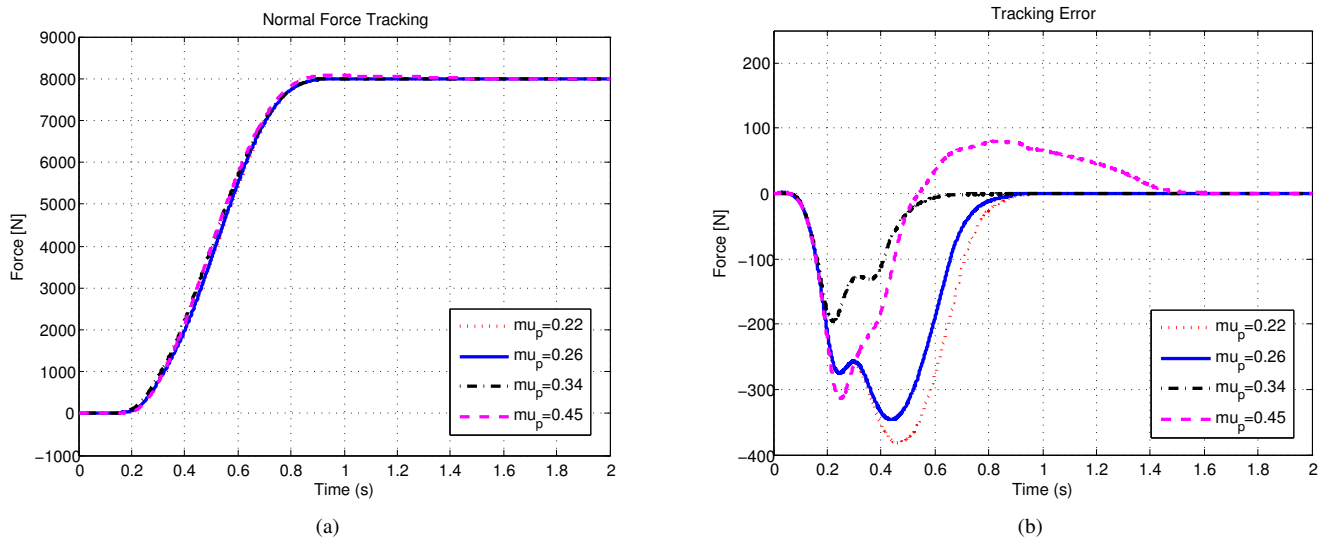 Normal Force Tracking
9000
8000
7000
6000
5000
4000
3000
2000
1000
0
−1000
Force [N]
0 0.2 0.4 0.6 0.8 1 1.2 1.4 1.6 1.8 2
Time (s)
mu_p=0.22
mu_p=0.26
mu_p=0.34
mu_p=0.45
(a)
Tracking Error
200
100
0
−100
−200
−300
−400
Force [N]
0 0.2 0.4 0.6 0.8 1 1.2 1.4 1.6 1.8 2
Time (s)
mu_p=0.22
mu_p=0.26
mu_p=0.34
mu_p=0.45
(b)